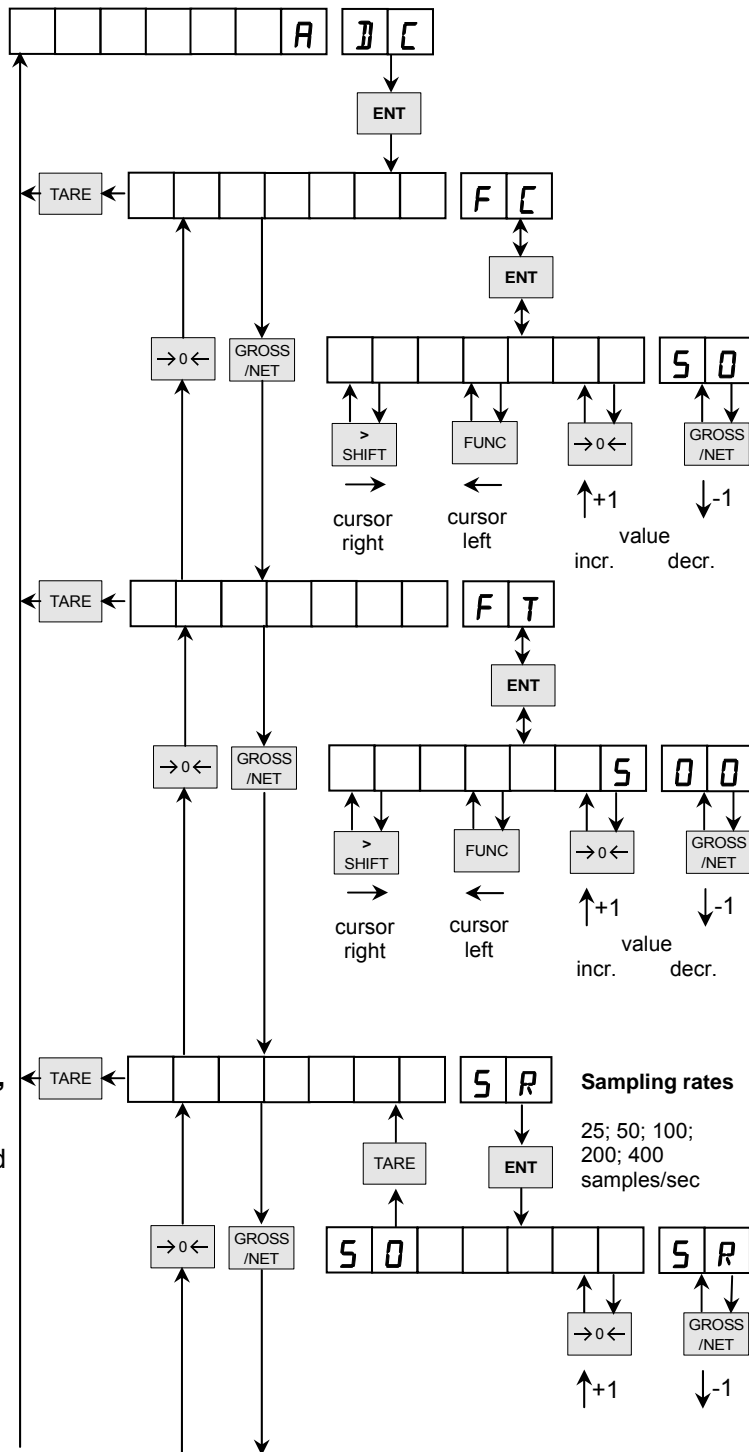 A DC
ENT
TARE
FC
ENT
→0←
GROSS
/NET
50
>
SHIFT
FUNC
→0←
GROSS
/NET
cursor
right
cursor
left
+1
-1
value
incr. decr.
TARE
FT
ENT
→0←
GROSS
/NET
5 00
>
SHIFT
FUNC
→0←
GROSS
/NET
cursor
right
cursor
left
+1
-1
value
incr. decr.
,
TARE
SR
Sampling rates
d
25; 50; 100;
200; 400
samples/sec
TARE
ENT
→0←
GROSS
/NET
50 SR
→0←
GROSS
/NET
+1
-1